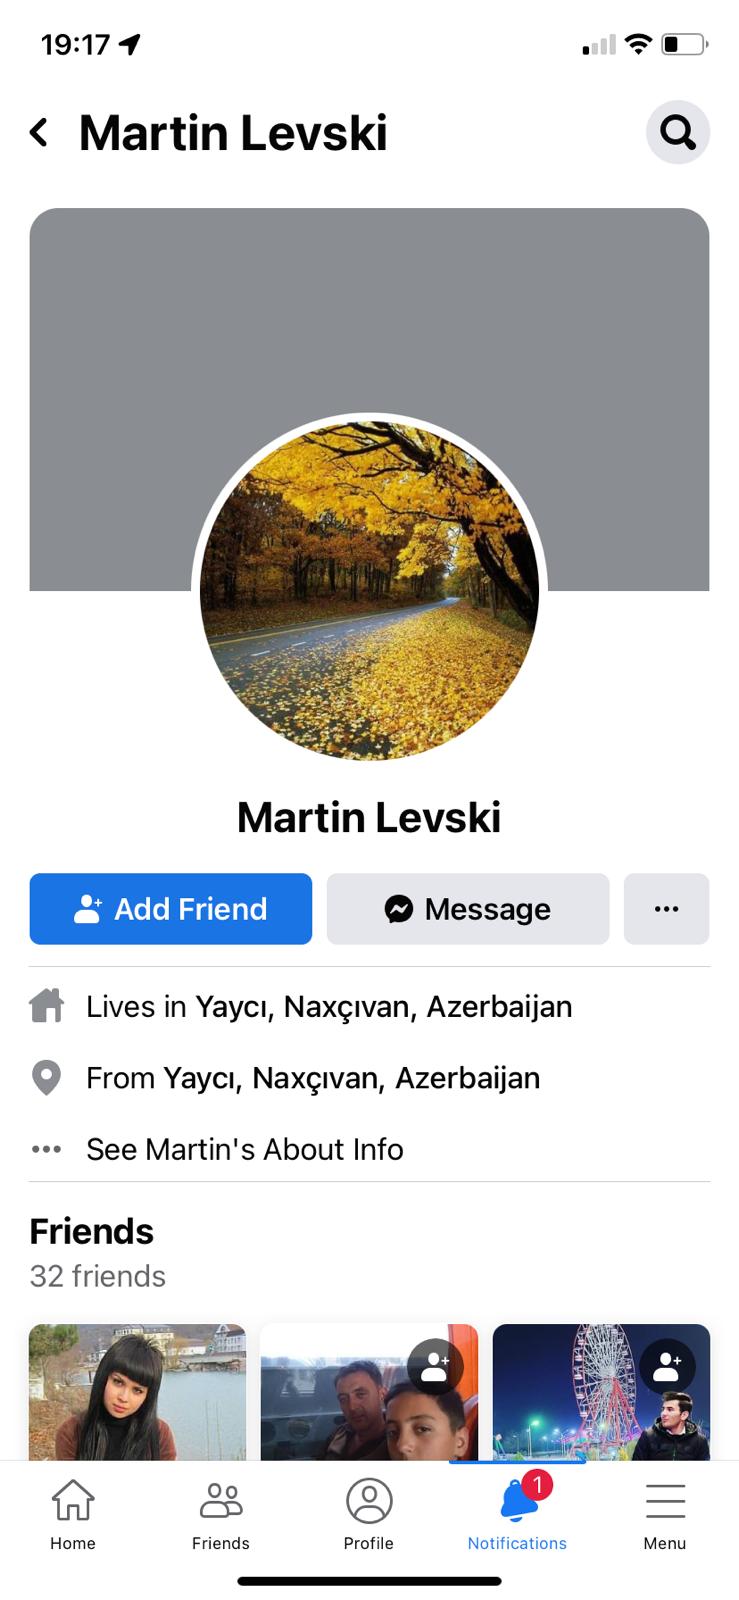 19:17
Martin Levski
Martin Levski
Add Friend
Message
Lives in Yaycı, Naxçıvan, Azerbaijan
From Yaycı, Naxçıvan, Azerbaijan
See Martin's About Info
Friends
32 friends
1
Home
Friends
Profile
Notifications
Menu